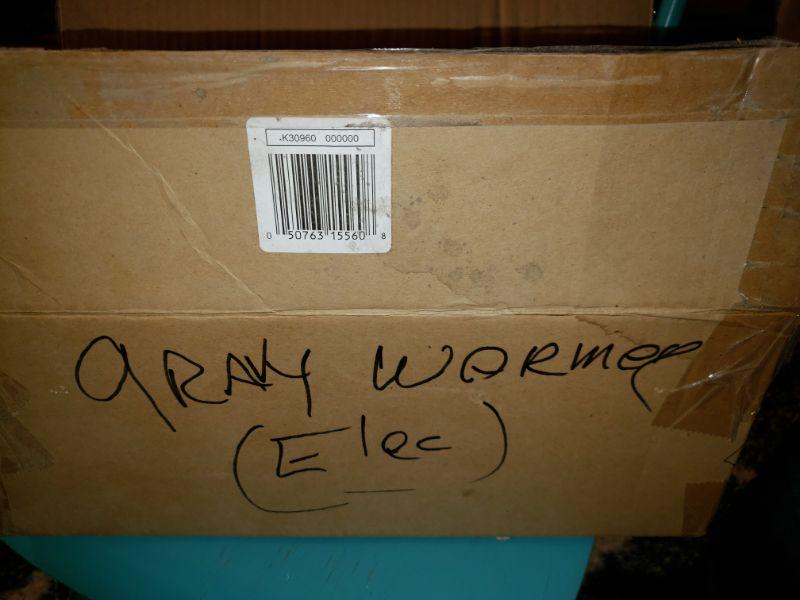 K30960 000000
0 50763 15560 8
GRAVY WARMER
(Elec)